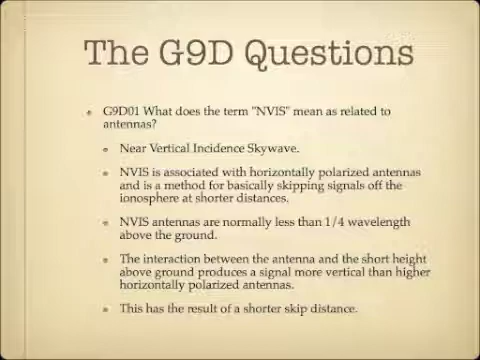 The G9D Questions
G9D01 What does the term "NVIS" mean as related to
antennas?
Near Vertical Incidence Skywave.
NVIS is associated with horizontally polarized antennas
and is a method for basically skipping signals off the
ionosphere at shorter distances.
NVIS antennas are normally less than 1/4 wavelength
above the ground.
The interaction between the antenna and the short height
above ground produces a signal more vertical than higher
horizontally polarized antennas.
This has the result of a shorter skip distance.